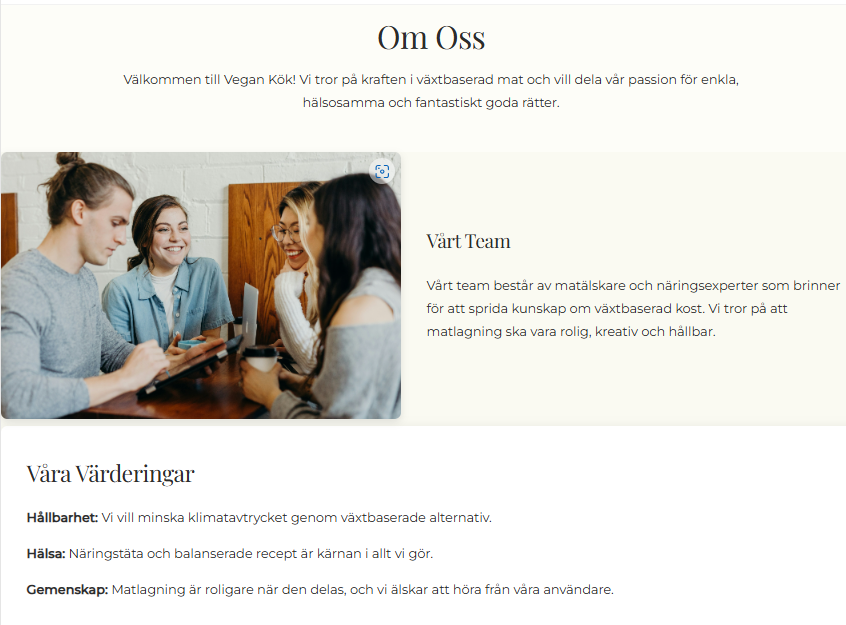 Om Oss
Välkommen till Vegan Kök! Vi tror på kraften i växtbaserad mat och vill dela vår passion för enkla,
hälsosamma och fantastiskt goda rätter.
Vårt Team
Vårt team består av matälskare och näringsexperter som brinner
för att sprida kunskap om växtbaserad kost. Vi tror på att
matlagning ska vara rolig, kreativ och hållbar.
Våra Värderingar
Hållbarhet: Vi vill minska klimatavtrycket genom växtbaserade alternativ.
Hälsa: Näringstäta och balanserade recept är kärnan i allt vi gör.
Gemenskap: Matlagning är roligare när den delas, och vi älskar att höra från våra användare.